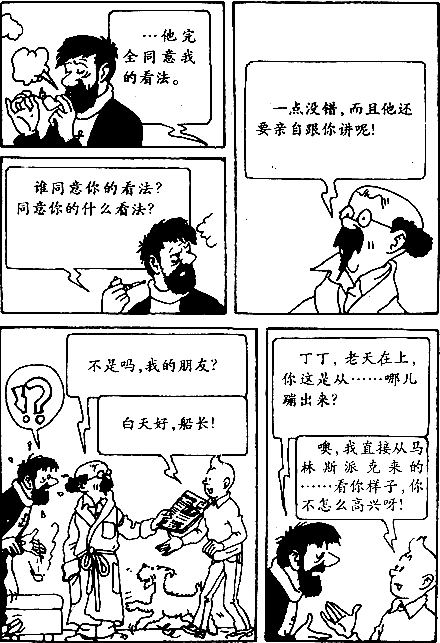 …他完
全同意我
的看法。
谁同意你的看法?
同意你的什么看法?
一点没错,而且他还
要亲自跟你讲呢!
!?
不是吗,我的朋友?
白天好,船长!
丁丁,老天在上,
你这是从……哪儿
蹦出来?
噢,我直接从马
林斯派克来的
……看你样子,你
不怎么高兴呀!